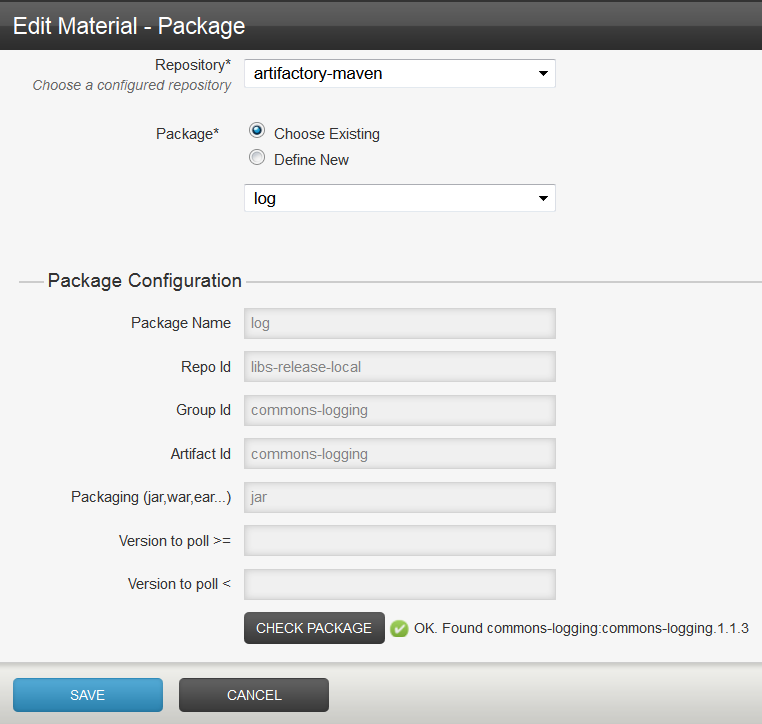 Edit Material - Package
Repository*
Choose a configured repository
artifactory-maven
Package*
Choose Existing
Define New
log
Package Configuration
Package Name
log
Repo Id
libs-release-local
Group Id
commons-logging
Artifact Id
commons-logging
Packaging (jar,war,ear...)
jar
Version to poll >=
Version to poll <
CHECK PACKAGE
OK. Found commons-logging:commons-logging.1.1.3
SAVE
CANCEL